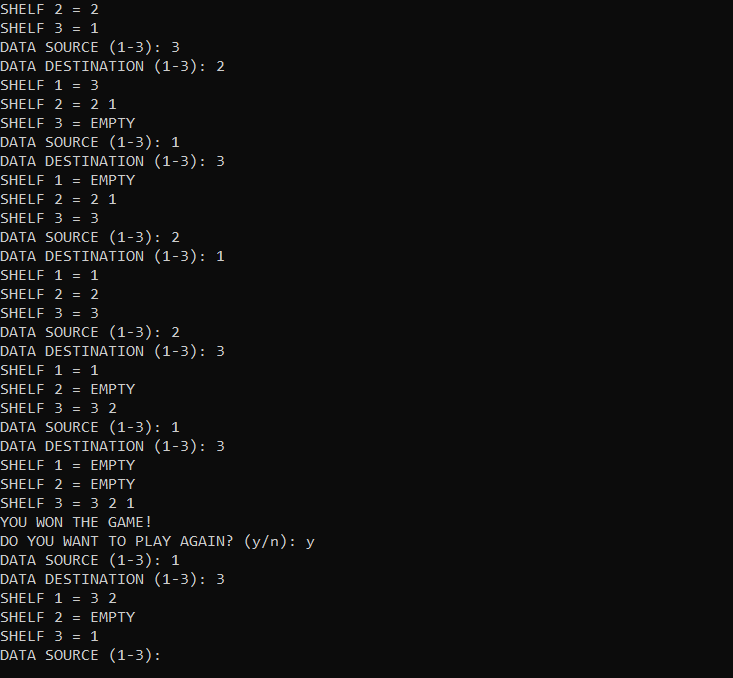 SHELF 2 = 2
SHELF 3 = 1
DATA SOURCE (1-3): 3
DATA DESTINATION (1-3): 2
SHELF 1 = 3
SHELF 2 = 2 1
SHELF 3 = EMPTY
DATA SOURCE (1-3): 1
DATA DESTINATION (1-3): 3
SHELF 1 = EMPTY
SHELF 2 = 2 1
SHELF 3 = 3
DATA SOURCE (1-3): 2
DATA DESTINATION (1-3): 1
SHELF 1 = 1
SHELF 2 = 2
SHELF 3 = 3
DATA SOURCE (1-3): 2
DATA DESTINATION (1-3): 3
SHELF 1 = 1
SHELF 2 = EMPTY
SHELF 3 = 3 2
DATA SOURCE (1-3): 1
DATA DESTINATION (1-3): 3
SHELF 1 = EMPTY
SHELF 2 = EMPTY
SHELF 3 = 3 2 1
YOU WON THE GAME!
DO YOU WANT TO PLAY AGAIN? (y/n): y
DATA SOURCE (1-3): 1
DATA DESTINATION (1-3): 3
SHELF 1 = 3 2
SHELF 2 = EMPTY
SHELF 3 = 1
DATA SOURCE (1-3):